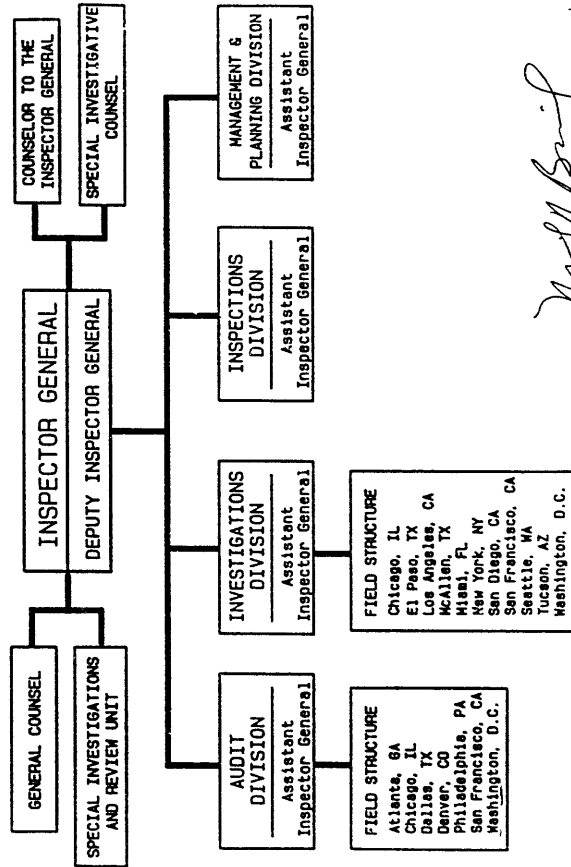 INSPECTOR GENERAL
DEPUTY INSPECTOR GENERAL
GENERAL COUNSEL
SPECIAL INVESTIGATIONS
AND REVIEW UNIT
COUNSELOR TO THE
INSPECTOR GENERAL
SPECIAL INVESTIGATIVE
COUNSEL
AUDIT
DIVISION
Assistant
Inspector General
INVESTIGATIONS
DIVISION
Assistant
Inspector General
INSPECTIONS
DIVISION
Assistant
Inspector General
MANAGEMENT &
PLANNING DIVISION
Assistant
Inspector General
FIELD STRUCTURE
Atlanta, GA
Chicago, IL
Dallas, TX
Denver, CO
Philadelphia, PA
San Francisco, CA
Washington, D.C.
FIELD STRUCTURE
Chicago, IL
El Paso, TX
Los Angeles, CA
McAllen, TX
Miami, FL
New York, NY
San Diego, CA
San Francisco, CA
Seattle, WA
Tucson, AZ
Washington, D.C.